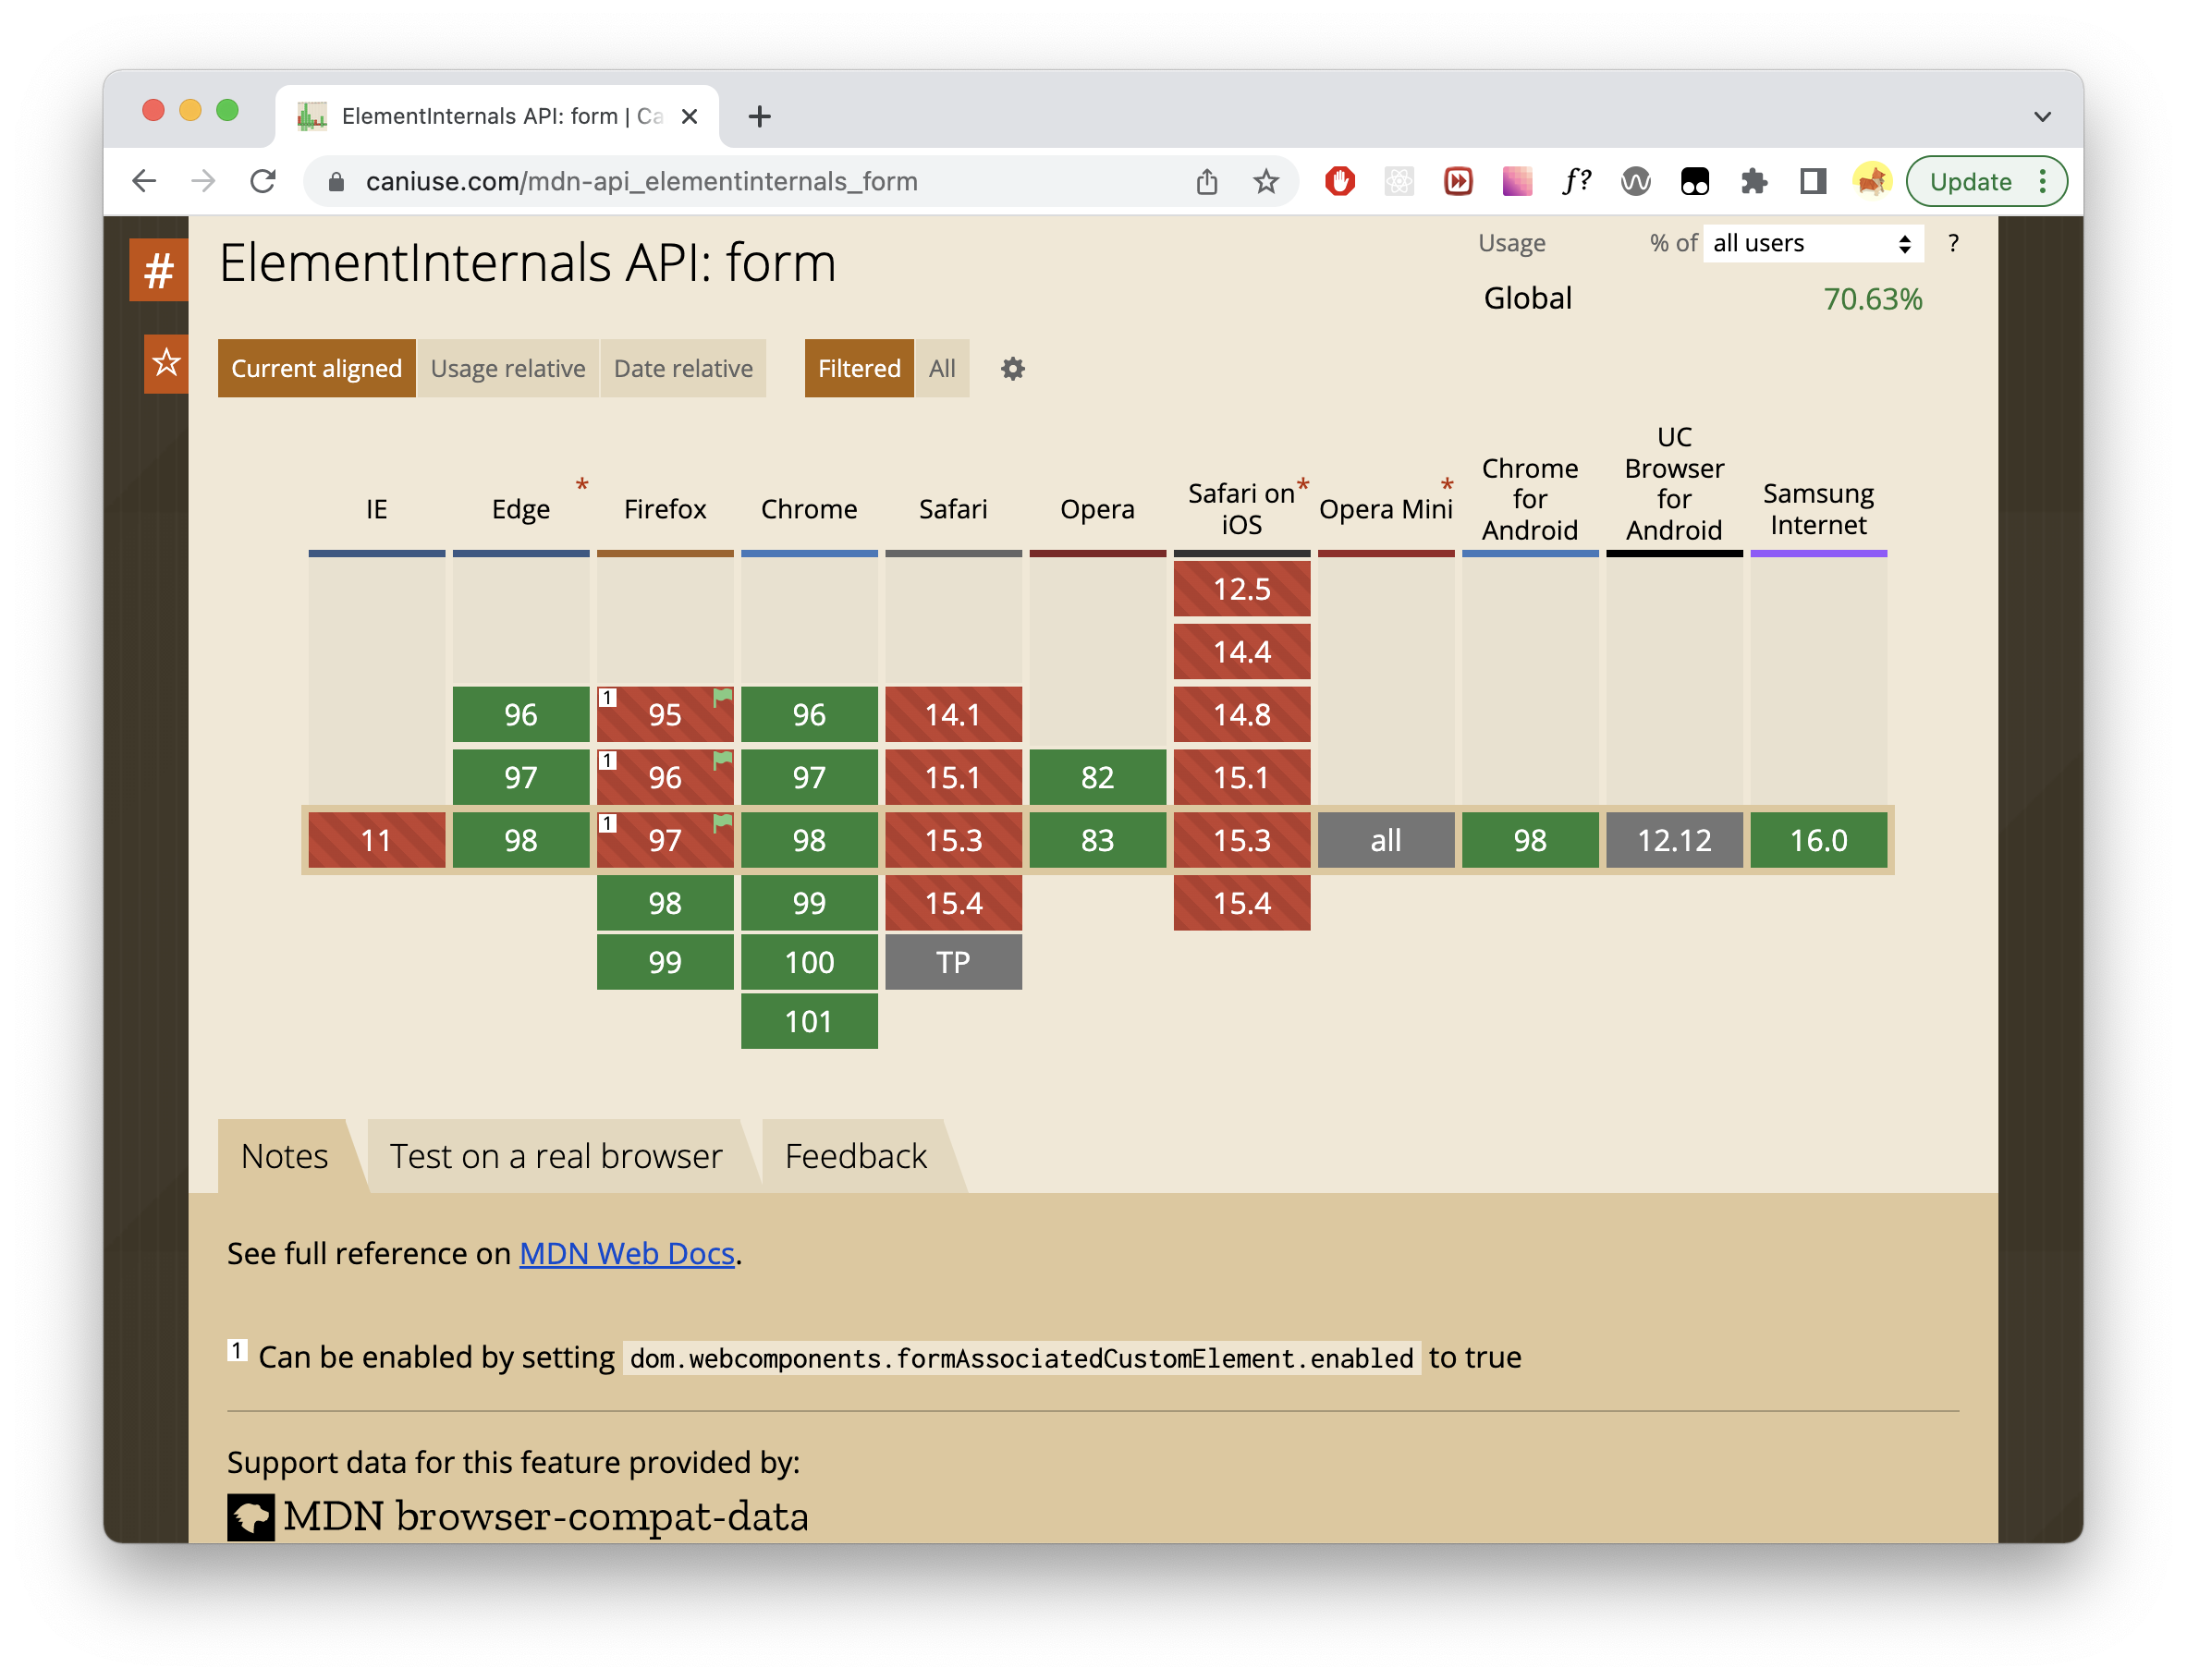 ElementInternals API: form | Ca
caniuse.com/mdn-api_elementinternals_form
f?
Update
#
ElementInternals API: form
Usage % of all users ?
Global 70.63%
Current aligned Usage relative Date relative Filtered All
IE Edge * Firefox Chrome Safari Opera Safari on iOS * Opera Mini * Chrome for Android UC Browser for Android Samsung Internet
12.5
14.4
96 1 95 96 14.1 14.8
97 1 96 97 15.1 82 15.1
11 98 1 97 98 15.3 83 15.3 all 98 12.12 16.0
98 99 15.4 15.4
99 100 TP
101
Notes Test on a real browser Feedback
See full reference on MDN Web Docs.
1 Can be enabled by setting dom.webcomponents.formAssociatedCustomElement.enabled to true
Support data for this feature provided by:
MDN browser-compat-data